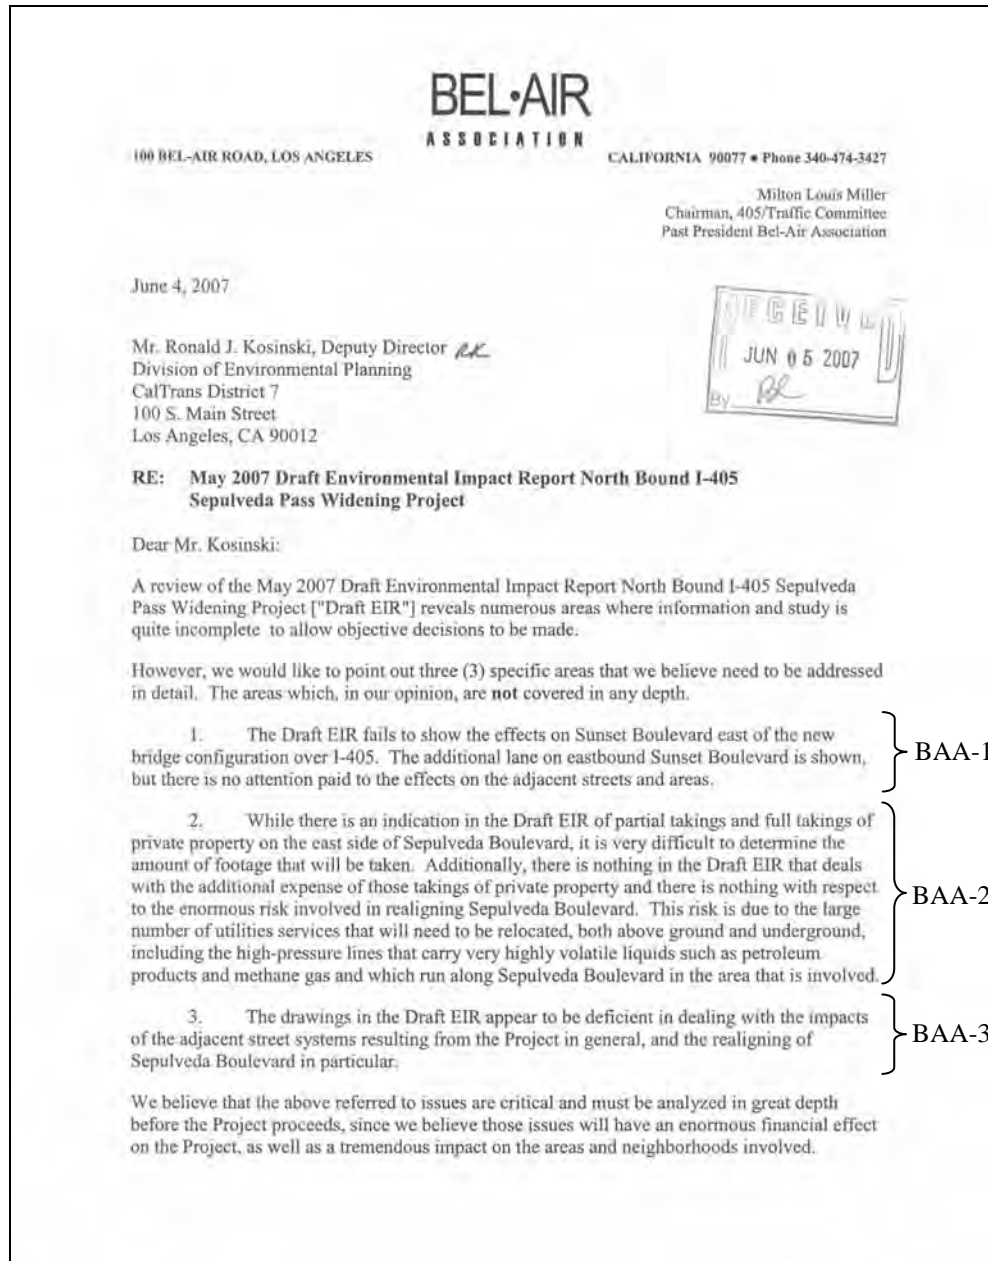 BEL•AIR
ASSOCIATION
100 BEL-AIR ROAD, LOS ANGELES
CALIFORNIA 90077 • Phone 340-474-3427
Milton Louis Miller
Chairman, 405/Traffic Committee
Past President Bel-Air Association
June 4, 2007
JUN 05 2007
By
Mr. Ronald J. Kosinski, Deputy Director RK
Division of Environmental Planning
CalTrans District 7
100 S. Main Street
Los Angeles, CA 90012
RE: May 2007 Draft Environmental Impact Report North Bound I-405
Sepulveda Pass Widening Project
Dear Mr. Kosinski:
A review of the May 2007 Draft Environmental Impact Report North Bound I-405 Sepulveda
Pass Widening Project ["Draft EIR"] reveals numerous areas where information and study is
quite incomplete to allow objective decisions to be made.
However, we would like to point out three (3) specific areas that we believe need to be addressed
in detail. The areas which, in our opinion, are not covered in any depth.
1. The Draft EIR fails to show the effects on Sunset Boulevard east of the new
bridge configuration over I-405. The additional lane on eastbound Sunset Boulevard is shown,
but there is no attention paid to the effects on the adjacent streets and areas.
BAA-1
2. While there is an indication in the Draft EIR of partial takings and full takings of
private property on the east side of Sepulveda Boulevard, it is very difficult to determine the
amount of footage that will be taken. Additionally, there is nothing in the Draft EIR that deals
with the additional expense of those takings of private property and there is nothing with respect
to the enormous risk involved in realigning Sepulveda Boulevard. This risk is due to the large
number of utilities services that will need to be relocated, both above ground and underground,
including the high-pressure lines that carry very highly volatile liquids such as petroleum
products and methane gas and which run along Sepulveda Boulevard in the area that is involved.
BAA-2
3. The drawings in the Draft EIR appear to be deficient in dealing with the impacts
of the adjacent street systems resulting from the Project in general, and the realigning of
Sepulveda Boulevard in particular.
BAA-3
We believe that the above referred to issues are critical and must be analyzed in great depth
before the Project proceeds, since we believe those issues will have an enormous financial effect
on the Project, as well as a tremendous impact on the areas and neighborhoods involved.